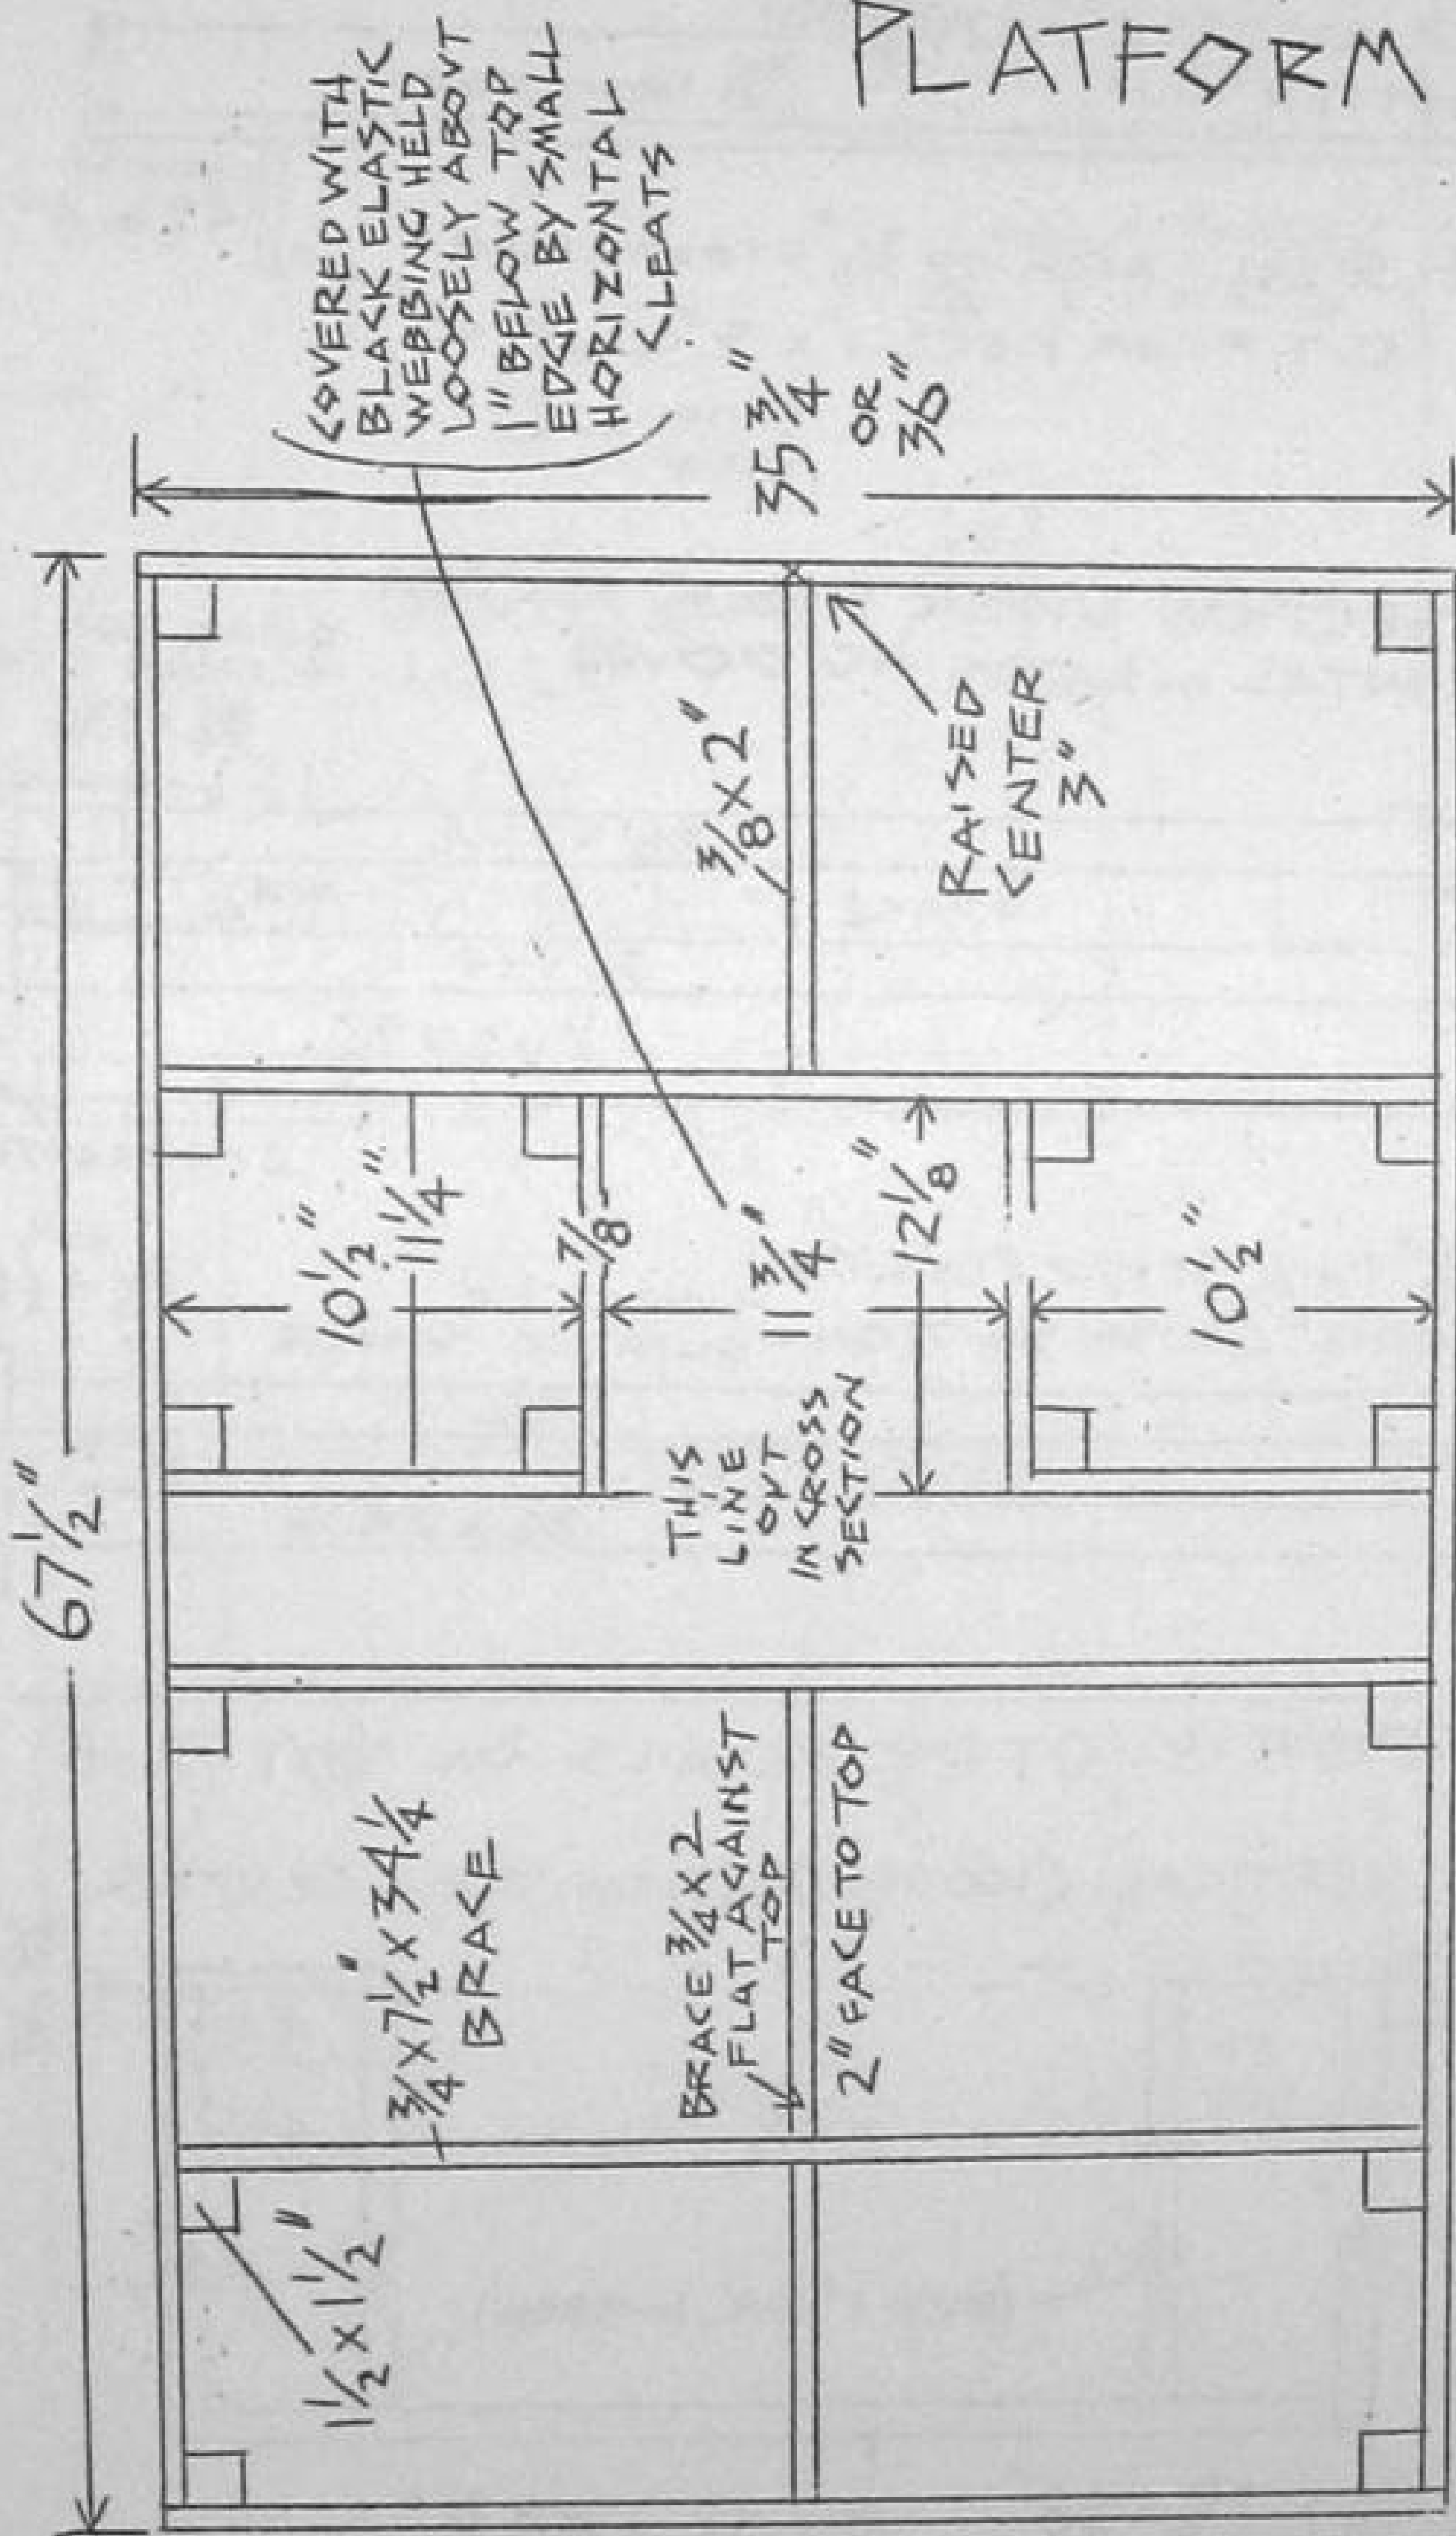 PLATFORM
67 1/2"
COVERED WITH
BLACK ELASTIC
WEBBING HELD
LOOSELY ABOUT
1" BELOW TOP
EDGE BY SMALL
HORIZONTAL
CLEATS
35 3/4"
OR
36"
3/8 X 2"
RAISED
CENTER
3"
10 1/2"
11 1/4"
7/8
11 3/4"
12 1/8"
10 1/2"
THIS
LINE
OUT
IN CROSS
SECTION
3/4 X 7 1/2" X 34 1/4
BRACE
BRACE 3/4 X 2
FLAT AGAINST
TOP
2" FACE TO TOP
1 1/2 X 1 1/2"